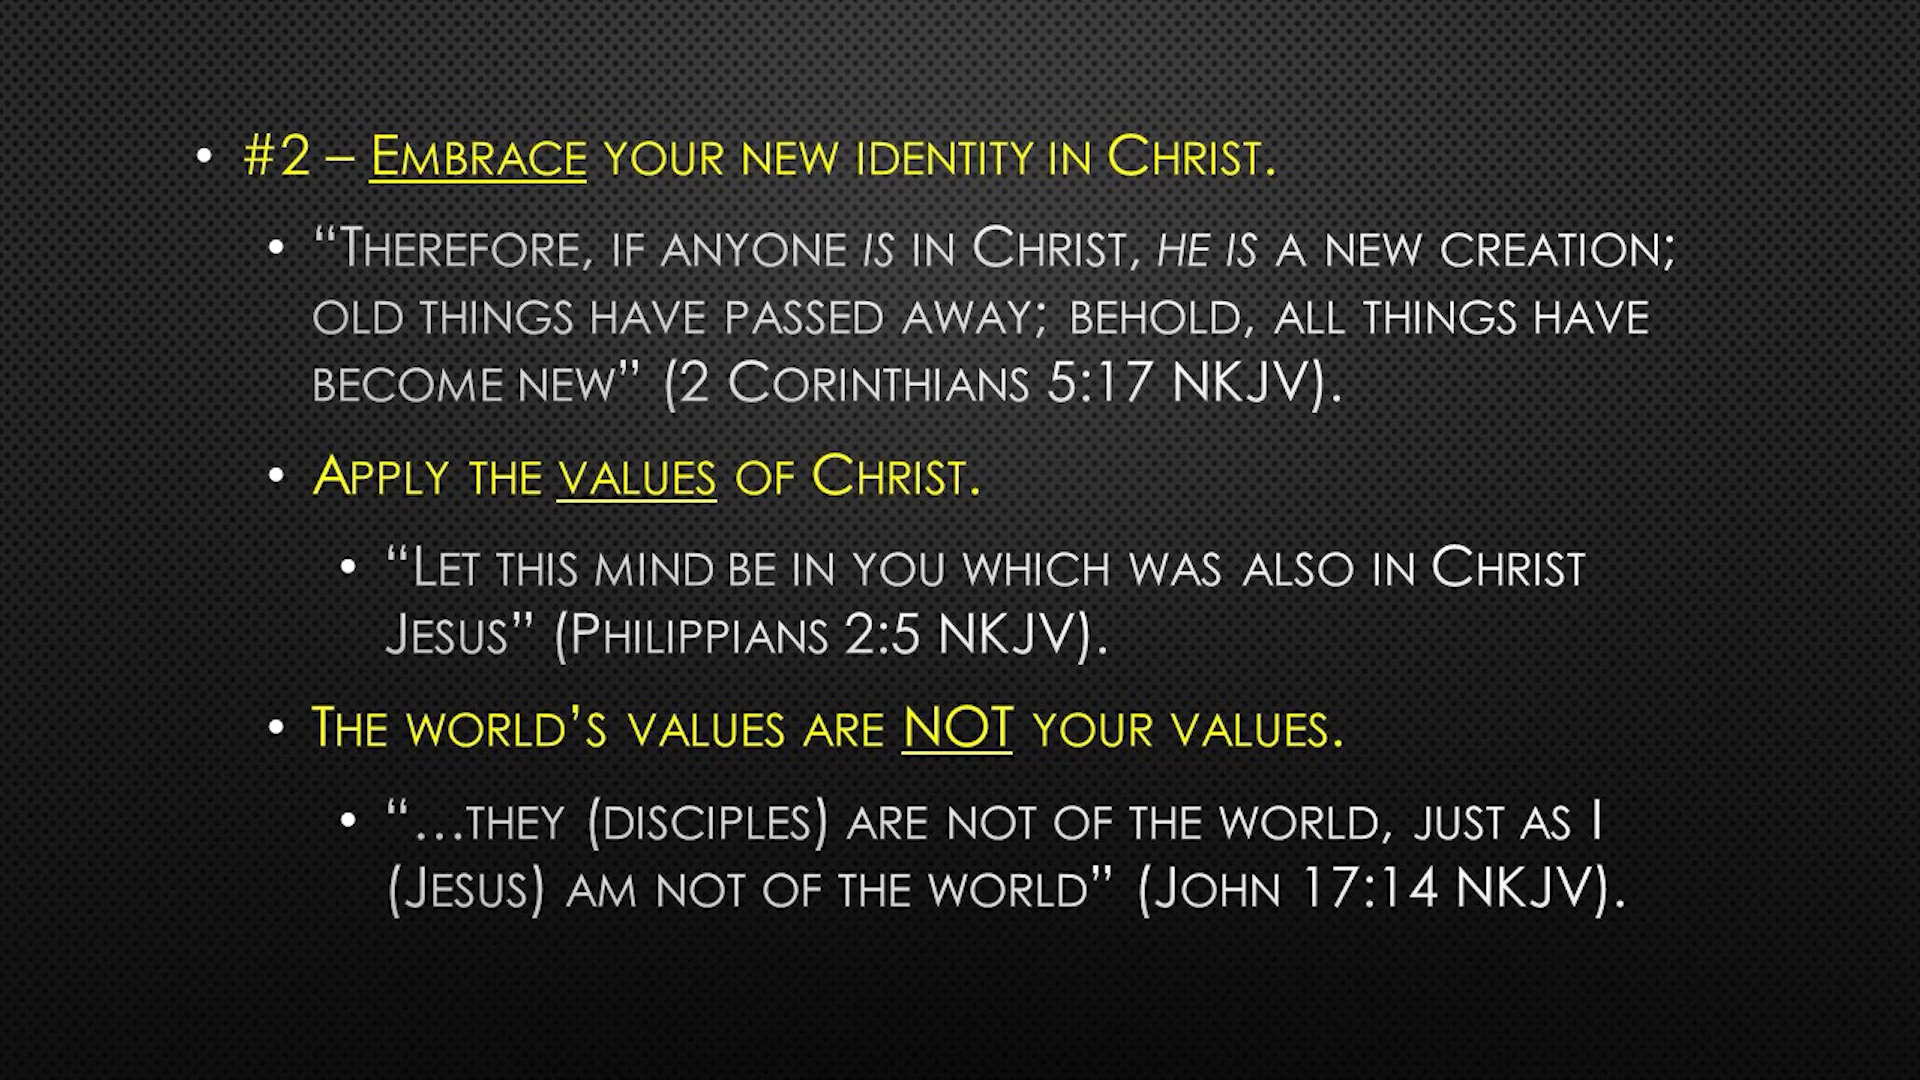 • #2 – Embrace your new identity in Christ.
• “Therefore, if anyone is in Christ, he is a new creation;
old things have passed away; behold, all things have
become new” (2 Corinthians 5:17 NKJV).
• Apply the values of Christ.
• “Let this mind be in you which was also in Christ
Jesus” (Philippians 2:5 NKJV).
• The world’s values are NOT your values.
• “…they (disciples) are not of the world, just as I
(Jesus) am not of the world” (John 17:14 NKJV).